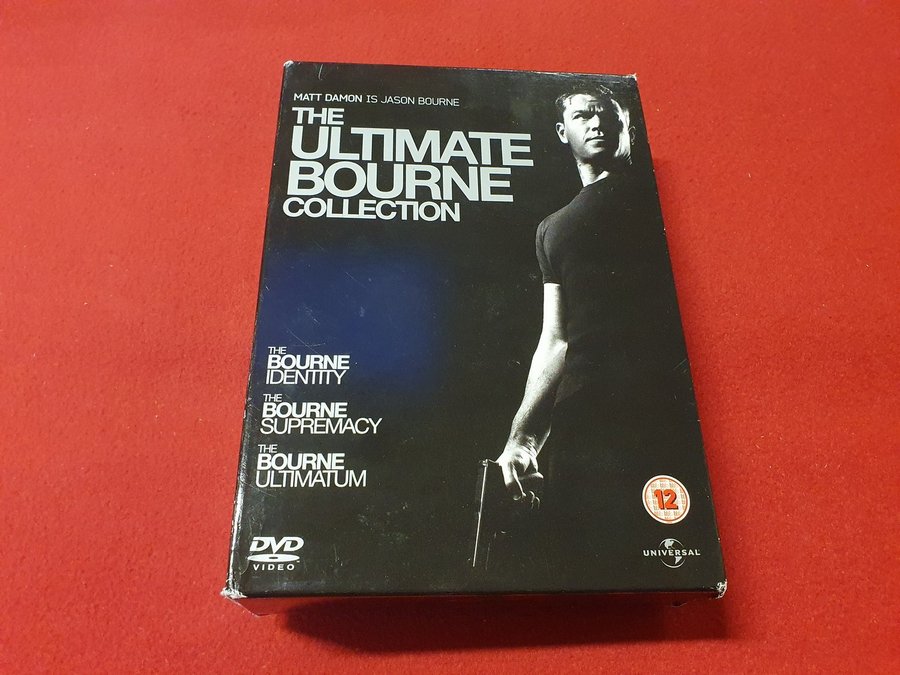 MATT DAMON IS JASON BOURNE
THE
ULTIMATE
BOURNE
COLLECTION
THE
BOURNE
IDENTITY
THE
BOURNE
SUPREMACY
THE
BOURNE
ULTIMATUM
12
DVD
VIDEO
UNIVERSAL